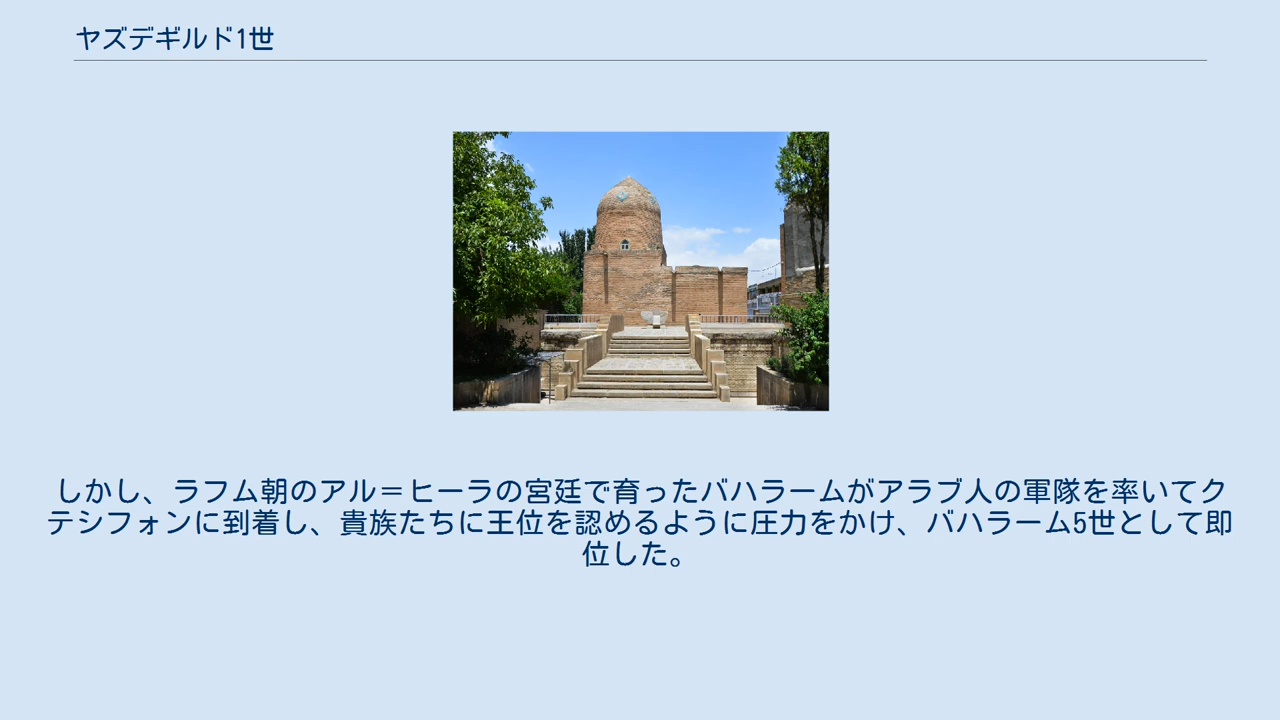 ヤズデギルド1世
しかし、ラフム朝のアル＝ヒーラの宮廷で育ったバハラームがアラブ人の軍隊を率いてク
テシフォンに到着し、貴族たちに王位を認めるように圧力をかけ、バハラーム5世として即
位した。